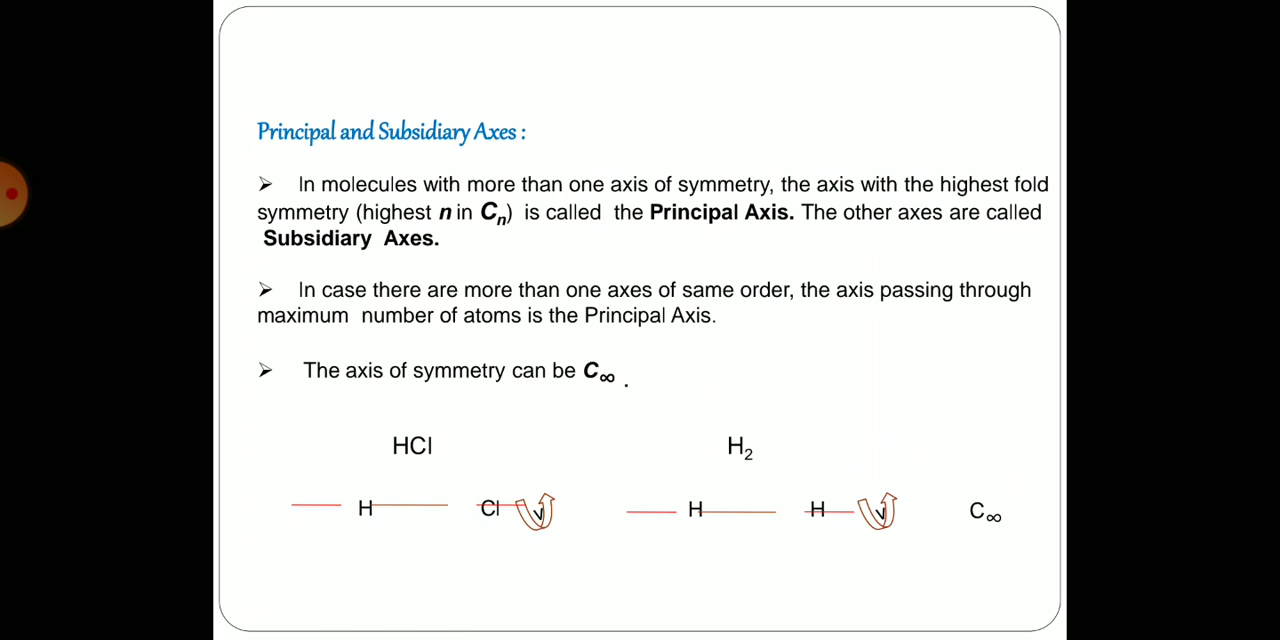 Principal and Subsidiary Axes :
➢ In molecules with more than one axis of symmetry, the axis with the highest fold
symmetry (highest n in Cn) is called the Principal Axis. The other axes are called
Subsidiary Axes.
➢ In case there are more than one axes of same order, the axis passing through
maximum number of atoms is the Principal Axis.
➢ The axis of symmetry can be C∞ .
HCl H2
H Cl v H H v C∞